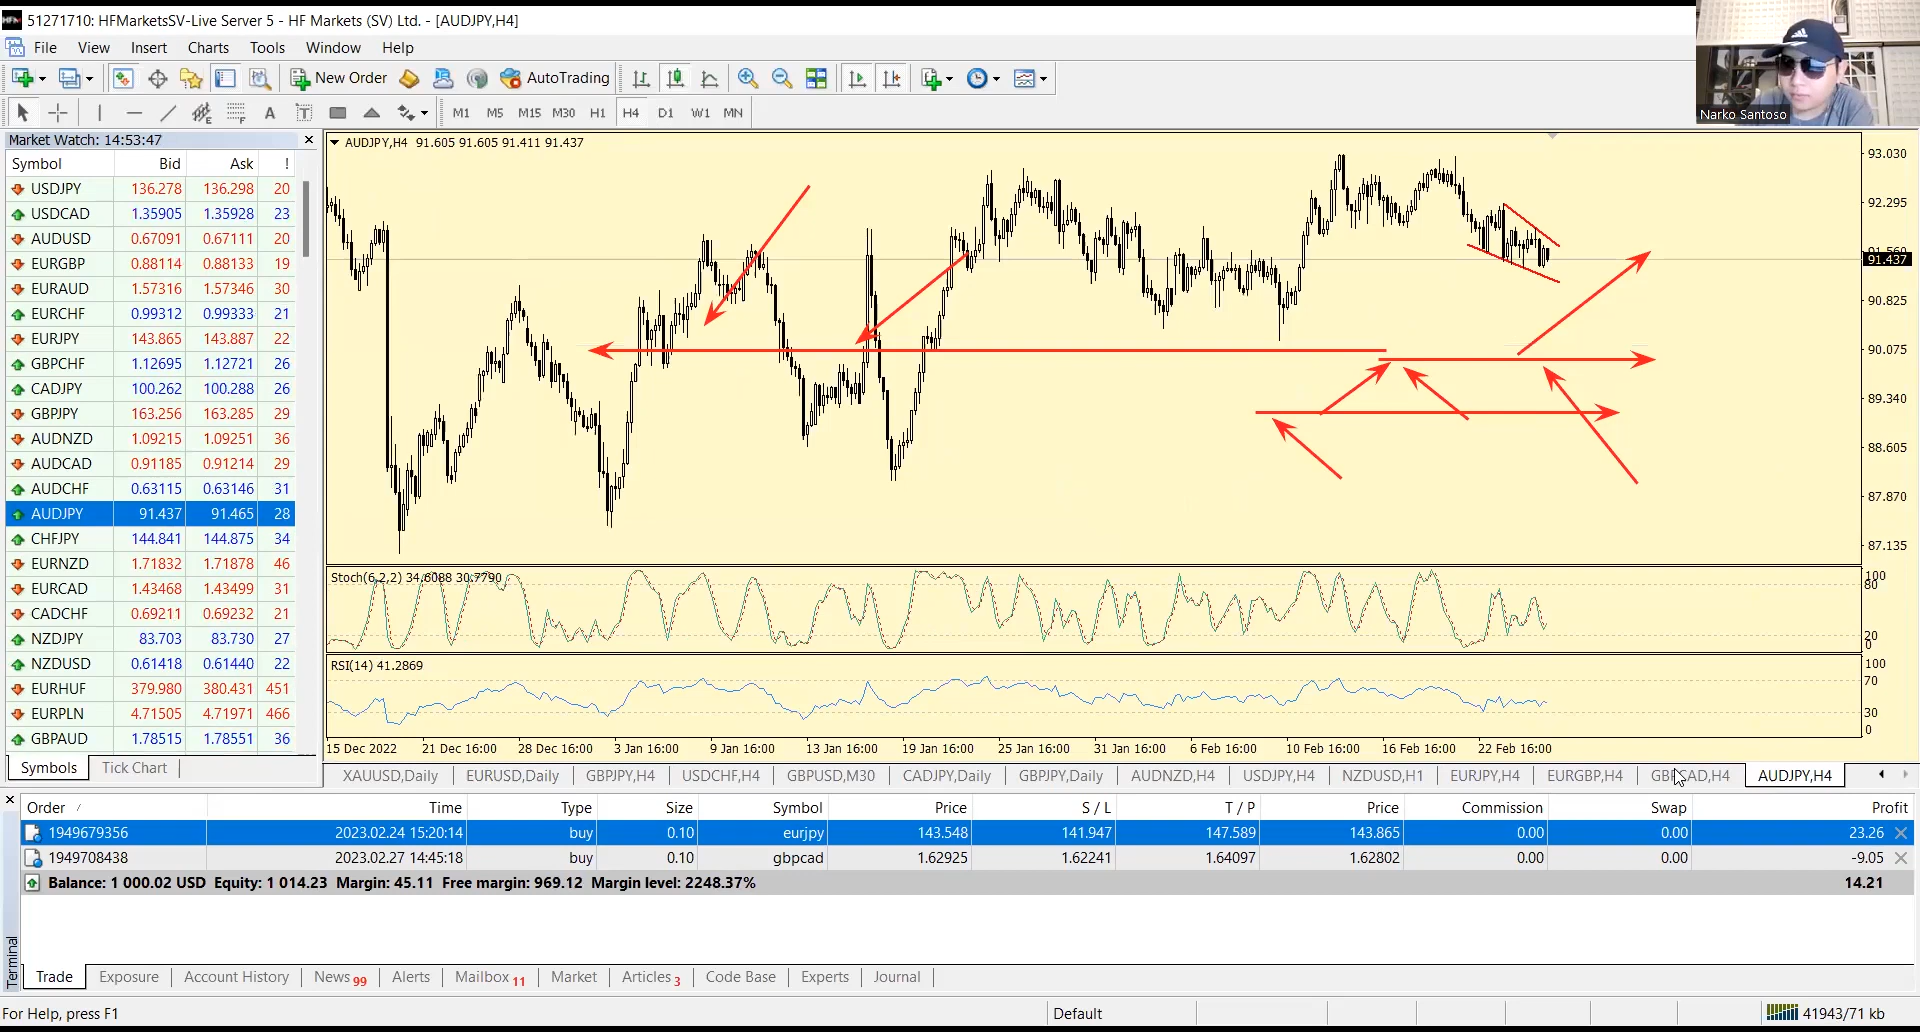 51271710: HFMarketsSV-Live Server 5 - HF Markets (SV) Ltd. - [AUDJPY,H4]
File View Insert Charts Tools Window Help
New Order AutoTrading
M1 M5 M15 M30 H1 H4 D1 W1 MN
Narko Santoso
Market Watch: 14:53:47
Symbol Bid Ask !
USDJPY 136.278 136.298 20
USDCAD 1.35905 1.35928 23
AUDUSD 0.67091 0.67111 20
EURGBP 0.88114 0.88133 19
EURAUD 1.57316 1.57346 30
EURCHF 0.99312 0.99333 21
EURJPY 143.865 143.887 22
GBPCHF 1.12695 1.12721 26
CADJPY 100.262 100.288 26
GBPJPY 163.256 163.285 29
AUDNZD 1.09215 1.09251 36
AUDCAD 0.91185 0.91214 29
AUDCHF 0.63115 0.63146 31
AUDJPY 91.437 91.465 28
CHFJPY 144.841 144.875 34
EURNZD 1.71832 1.71878 46
EURCAD 1.43468 1.43499 31
CADCHF 0.69211 0.69232 21
NZDJPY 83.703 83.730 27
NZDUSD 0.61418 0.61440 22
EURHUF 379.980 380.431 451
EURPLN 4.71505 4.71971 466
GBPAUD 1.78515 1.78551 36
Symbols Tick Chart
AUDJPY,H4 91.605 91.605 91.411 91.437
93.030
92.295
91.437
90.825
90.075
89.340
88.605
87.870
87.135
Stoch(6,2,2) 34.6088 30.7790
100
80
20
0
RSI(14) 41.2869
100
70
30
0
15 Dec 2022 21 Dec 16:00 28 Dec 16:00 3 Jan 16:00 9 Jan 16:00 13 Jan 16:00 19 Jan 16:00 25 Jan 16:00 31 Jan 16:00 6 Feb 16:00 10 Feb 16:00 16 Feb 16:00 22 Feb 16:00
XAUUSD,Daily EURUSD,Daily GBPJPY,H4 USDCHF,H4 GBPUSD,M30 CADJPY,Daily GBPJPY,Daily AUDNZD,H4 USDJPY,H4 NZDUSD,H1 EURJPY,H4 EURGBP,H4 GBPCAD,H4 AUDJPY,H4
Order Time Type Size Symbol Price S / L T / P Price Commission Swap Profit
1949679356 2023.02.24 15:20:14 buy 0.10 eurjpy 143.548 141.947 147.589 143.865 0.00 0.00 23.26
1949708438 2023.02.27 14:45:18 buy 0.10 gbpcad 1.62925 1.62241 1.64097 1.62802 0.00 0.00 -9.05
Balance: 1 000.02 USD Equity: 1 014.23 Margin: 45.11 Free margin: 969.12 Margin level: 2248.37% 14.21
Terminal
Trade Exposure Account History News 99 Alerts Mailbox 11 Market Articles 3 Code Base Experts Journal
For Help, press F1 Default 41943/71 kb